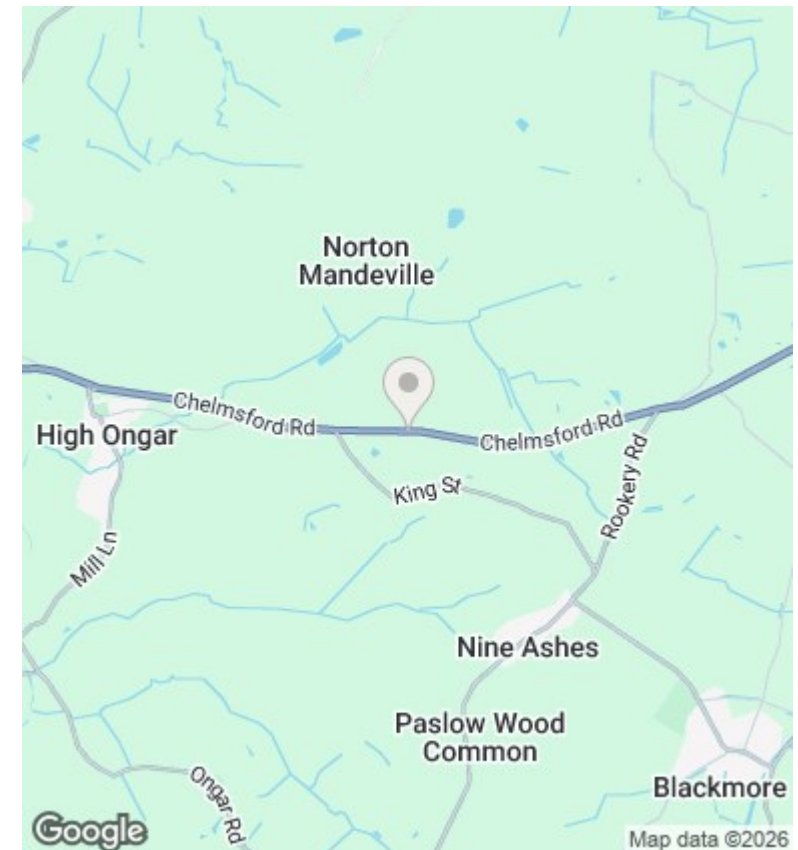 Norton
Mandeville
Chelmsford Rd
Chelmsford Rd
High Ongar
King St
Rookery Rd
Mill Ln
Nine Ashes
Paslow Wood
Common
Ongar Rd
Blackmore
Google
Map data ©2026